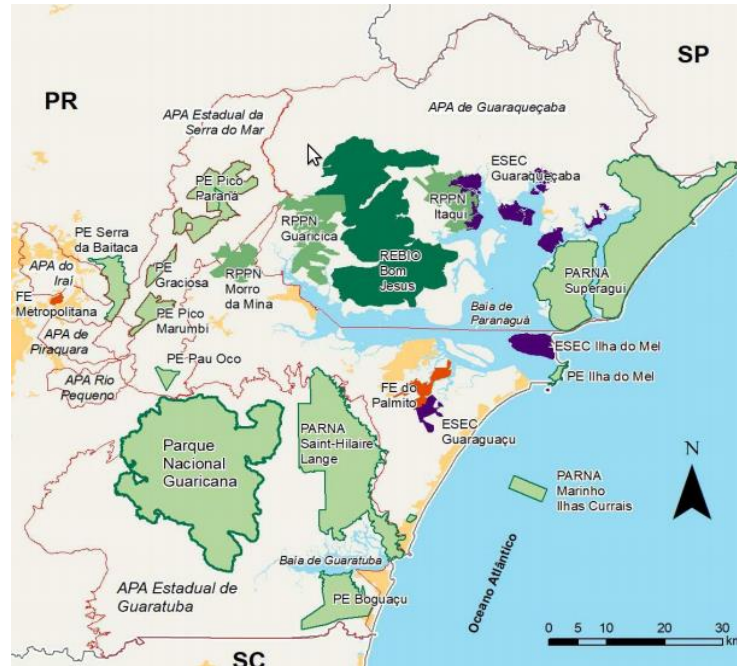 SP
PR
APA Estadual da
Serra do Mar
APA de Guaraqueçaba
PE Pico
Paraná
ESEC
Guaraqueçaba
RPPN
Itaqui
RPPN
Guaricica
PE Serra
da Baitaca
APA do
Iraí
PE
Graciosa
RPPN
Morro
da Mina
REBIO
Bom
Jesus
PARNA
Superagui
FE
Metropolitana
PE Pico
Marumbi
Baía de
Paranaguá
APA de
Piraquara
ESEC Ilha do Mel
PE Pau Oco
PE Ilha do Mel
APA Rio
Pequeno
FE do
Palmito
ESEC
Guaraguaçu
Parque
Nacional
Guaricana
PARNA
Saint-Hilaire
Lange
N
PARNA
Marinho
Ilhas Currais
Baía de Guaratuba
Oceano Atlântico
APA Estadual de
Guaratuba
PE Boguaçu
0 5 10 20 30
km
SC